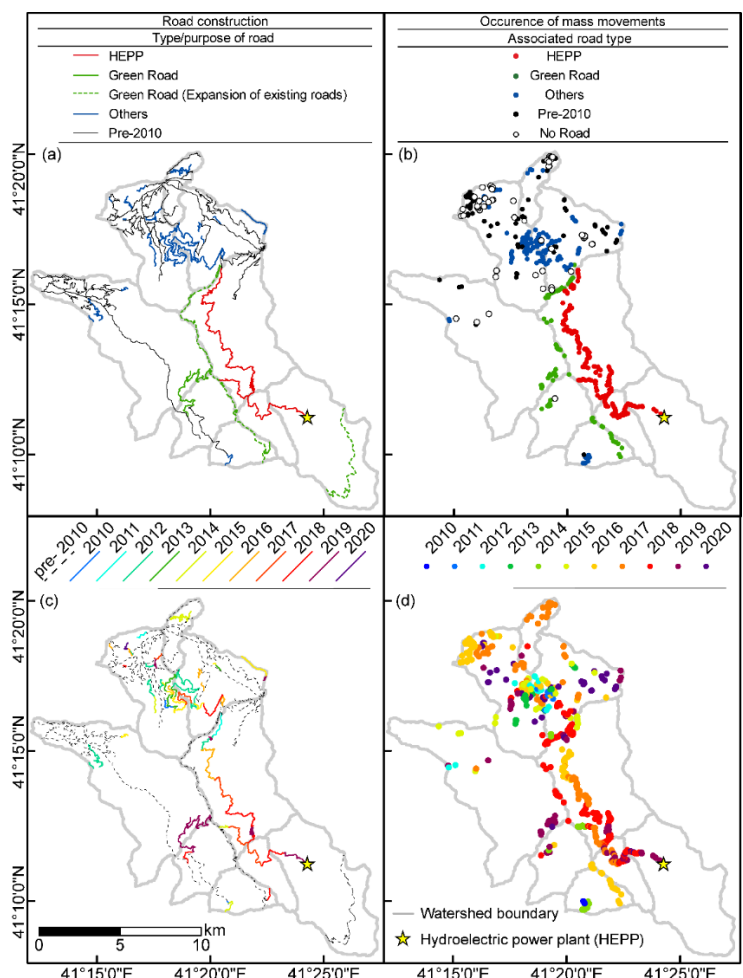 Road construction
Type/purpose of road
HEPP
Green Road
Green Road (Expansion of existing roads)
Others
Pre-2010
(a)
41°20'0"N
41°15'0"N
41°10'0"N
Occurence of mass movements
Associated road type
HEPP
Green Road
Others
Pre-2010
No Road
(b)
pre-2010
2010
2011
2012
2013
2014
2015
2016
2017
2018
2019
2020
(c)
41°20'0"N
41°15'0"N
41°10'0"N
km
0 5 10
41°15'0"E 41°20'0"E 41°25'0"E
2010
2011
2012
2013
2014
2015
2016
2017
2018
2019
2020
(d)
Watershed boundary
Hydroelectric power plant (HEPP)
41°15'0"E 41°20'0"E 41°25'0"E